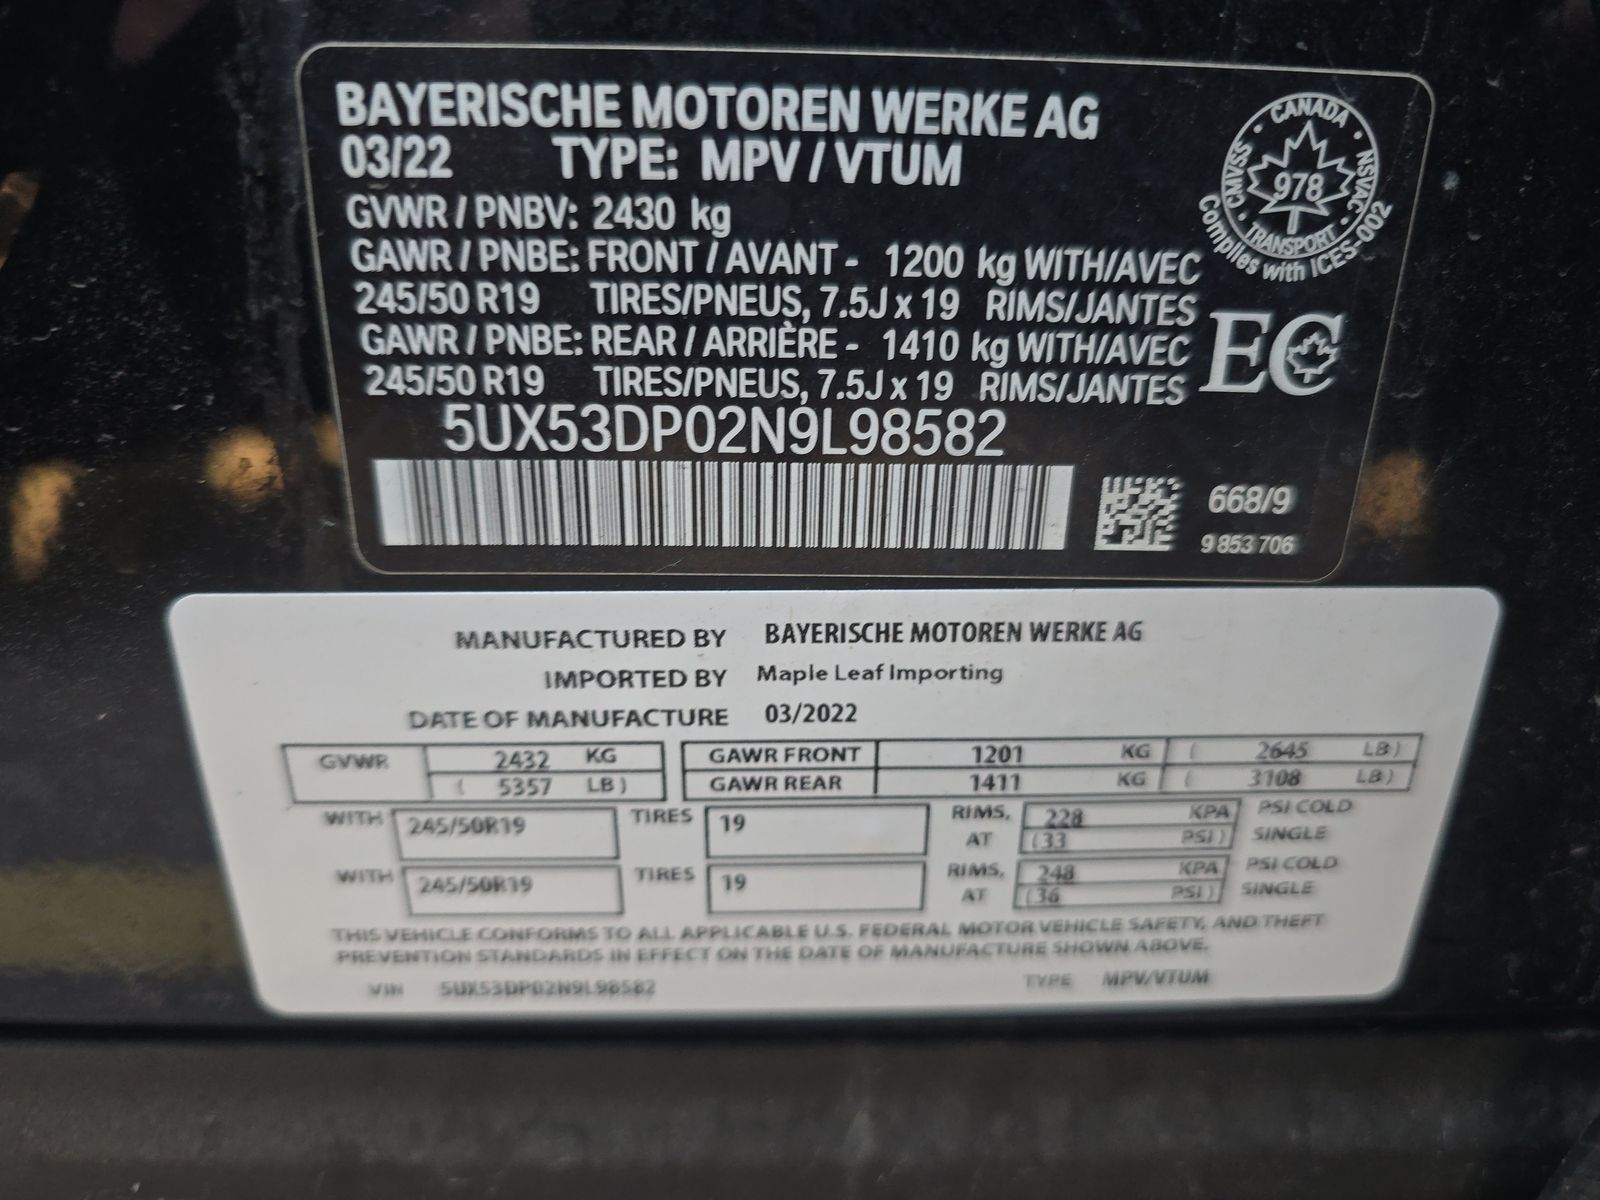 BAYERISCHE MOTOREN WERKE AG
03/22 TYPE: MPV / VTUM
GVWR / PNBV: 2430 kg
GAWR / PNBE: FRONT / AVANT - 1200 kg WITH/AVEC
245/50 R19 TIRES/PNEUS, 7.5J x 19 RIMS/JANTES
GAWR / PNBE: REAR / ARRIÈRE - 1410 kg WITH/AVEC
245/50 R19 TIRES/PNEUS, 7.5J x 19 RIMS/JANTES
5UX53DP02N9L98582
CANADA
CMVSS 978 NSVAC
TRANSPORT
Complies with ICES-002
EC
668/9
9 853 706
MANUFACTURED BY BAYERISCHE MOTOREN WERKE AG
IMPORTED BY Maple Leaf Importing
DATE OF MANUFACTURE 03/2022
GVWR 2432 KG GAWR FRONT 1201 KG ( 2645 LB )
( 5357 LB ) GAWR REAR 1411 KG ( 3108 LB )
WITH 245/50R19 TIRES 19 RIMS, 228 KPA PSI COLD
AT (33 PSI ) SINGLE
WITH 245/50R19 TIRES 19 RIMS, 248 KPA PSI COLD
AT (36 PSI ) SINGLE
THIS VEHICLE CONFORMS TO ALL APPLICABLE U.S. FEDERAL MOTOR VEHICLE SAFETY, AND THEFT
PREVENTION STANDARDS IN EFFECT ON THE DATE OF MANUFACTURE SHOWN ABOVE.
VIN 5UX53DP02N9L98582 TYPE MPV/VTUM